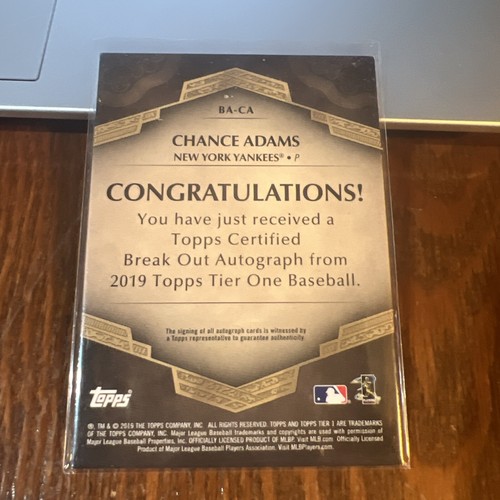 BA-CA
CHANCE ADAMS
NEW YORK YANKEES® • P
CONGRATULATIONS!
You have just received a
Topps Certified
Break Out Autograph from
2019 Topps Tier One Baseball.
The signing of all autograph cards is witnessed by
a Topps representative to guarantee authenticity.
topps
®, TM & © 2019 THE TOPPS COMPANY, INC. ALL RIGHTS RESERVED. TOPPS AND TOPPS TIER 1 ARE TRADEMARKS
OF THE TOPPS COMPANY, INC. Major League Baseball trademarks and copyrights are used with permission of
Major League Baseball Properties, Inc. OFFICIALLY LICENSED PRODUCT OF MLBP. Visit MLB.com Officially Licensed
Product of Major League Baseball Players Association. Visit MLBPlayers.com.